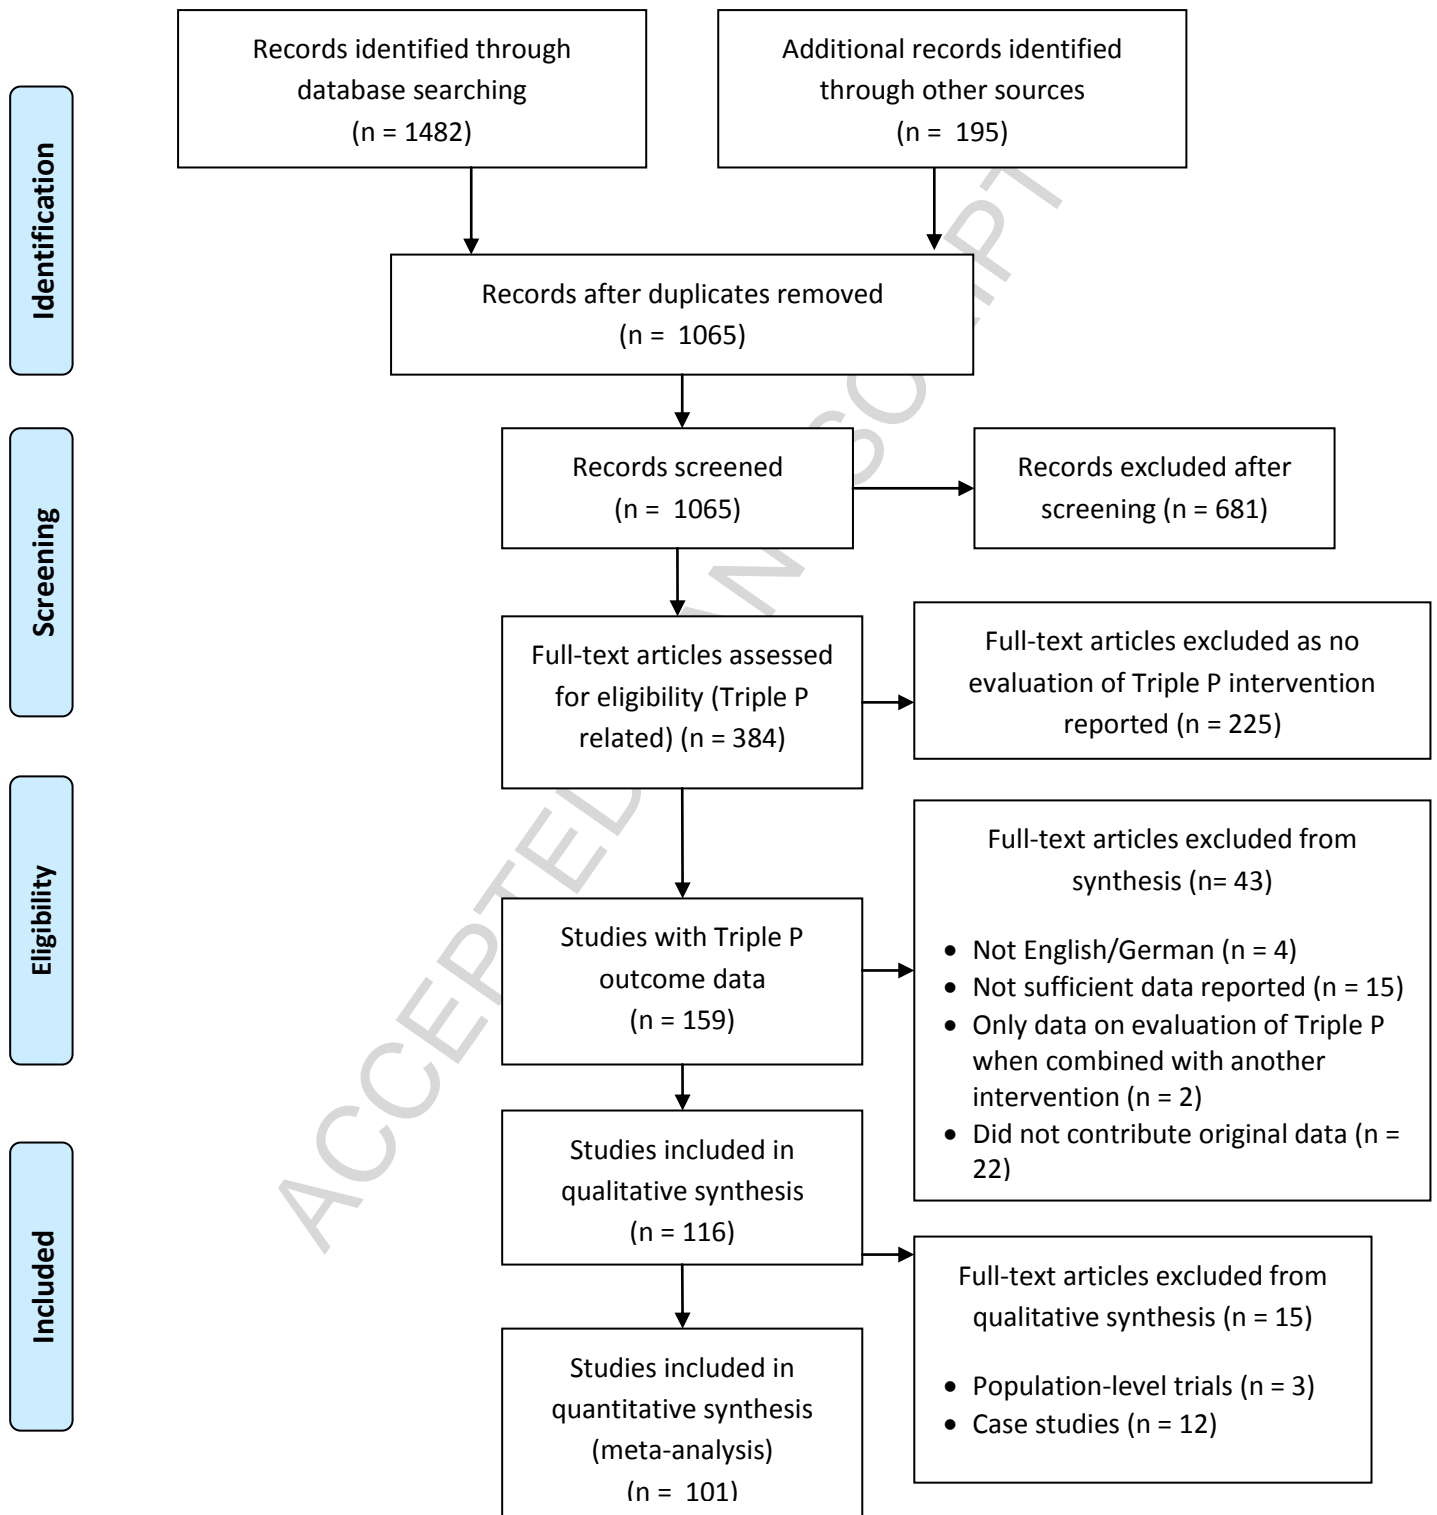 Records identified through
database searching
(n = 1482)
Additional records identified
through other sources
(n = 195)
Identification
Records after duplicates removed
(n = 1065)
Screening
Records screened
(n = 1065)
Records excluded after
screening (n = 681)
Full-text articles assessed
for eligibility (Triple P
related) (n = 384)
Full-text articles excluded as no
evaluation of Triple P intervention
reported (n = 225)
Eligibility
Studies with Triple P
outcome data
(n = 159)
Full-text articles excluded from
synthesis (n= 43)
• Not English/German (n = 4)
• Not sufficient data reported (n = 15)
• Only data on evaluation of Triple P
when combined with another
intervention (n = 2)
• Did not contribute original data (n =
22)
Included
Studies included in
qualitative synthesis
(n = 116)
Full-text articles excluded from
qualitative synthesis (n = 15)
• Population-level trials (n = 3)
• Case studies (n = 12)
Studies included in
quantitative synthesis
(meta-analysis)
(n = 101)
ACCEPTED MANUSCRIPT